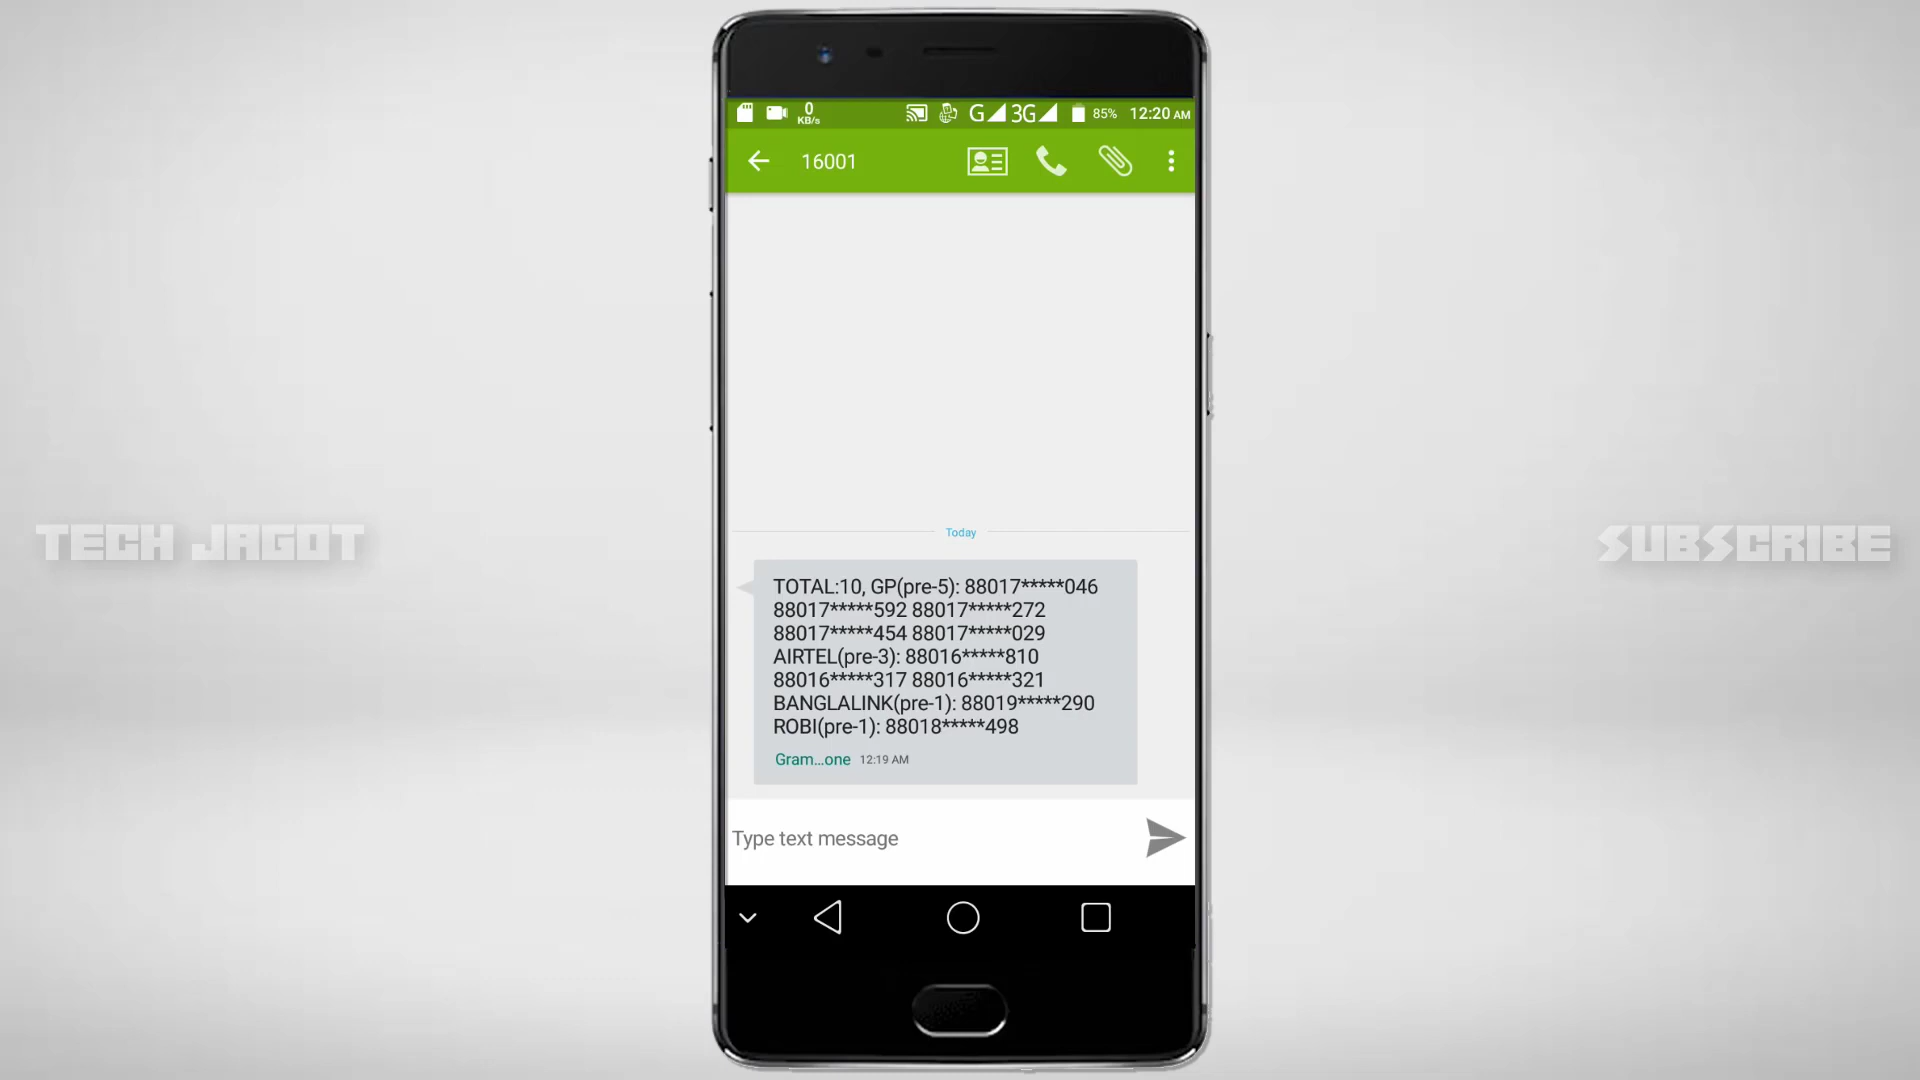 0
KB/s
G
3G
85%
12:20 AM
16001
Today
TOTAL:10, GP(pre-5): 88017*****046
88017*****592 88017*****272
88017*****454 88017*****029
AIRTEL(pre-3): 88016*****810
88016*****317 88016*****321
BANGLALINK(pre-1): 88019*****290
ROBI(pre-1): 88018*****498
Gram...one 12:19 AM
Type text message
TECH JAGOT
SUBSCRIBE